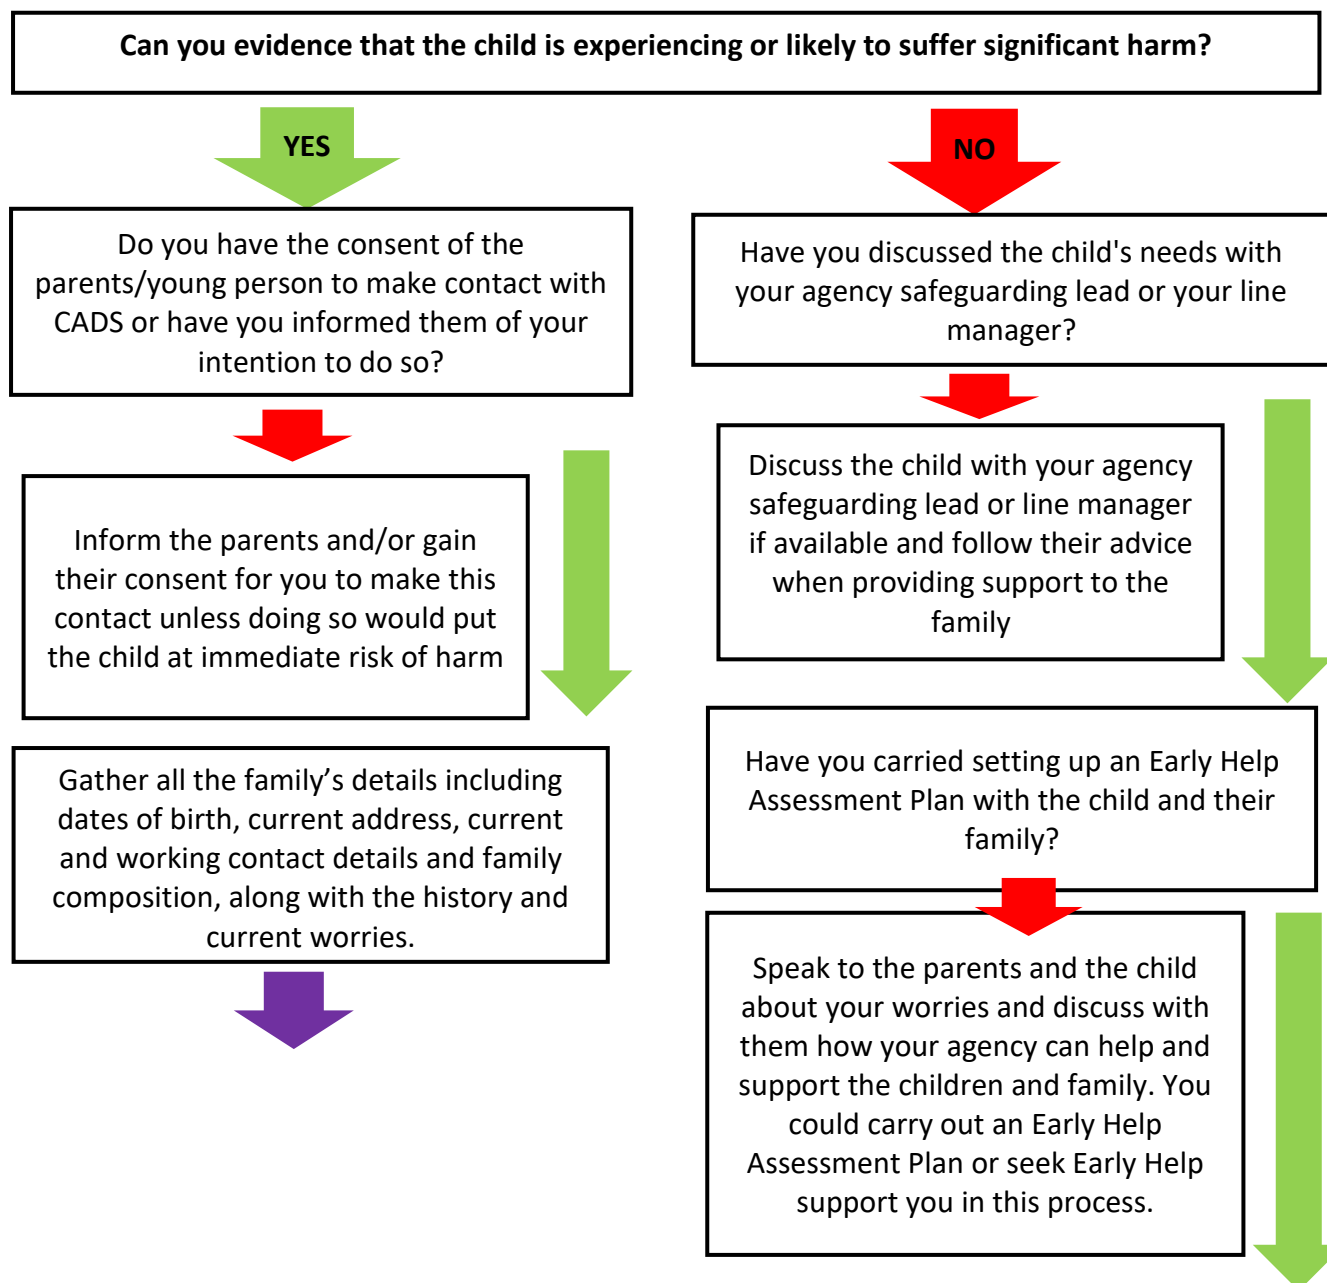 Can you evidence that the child is experiencing or likely to suffer significant harm?
YES
NO
Do you have the consent of the
parents/young person to make contact with
CADS or have you informed them of your
intention to do so?
Have you discussed the child's needs with
your agency safeguarding lead or your line
manager?
Inform the parents and/or gain
their consent for you to make this
contact unless doing so would put
the child at immediate risk of harm
Discuss the child with your agency
safeguarding lead or line manager
if available and follow their advice
when providing support to the
family
Gather all the family’s details including
dates of birth, current address, current
and working contact details and family
composition, along with the history and
current worries.
Have you carried setting up an Early Help
Assessment Plan with the child and their
family?
Speak to the parents and the child
about your worries and discuss with
them how your agency can help and
support the children and family. You
could carry out an Early Help
Assessment Plan or seek Early Help
support you in this process.